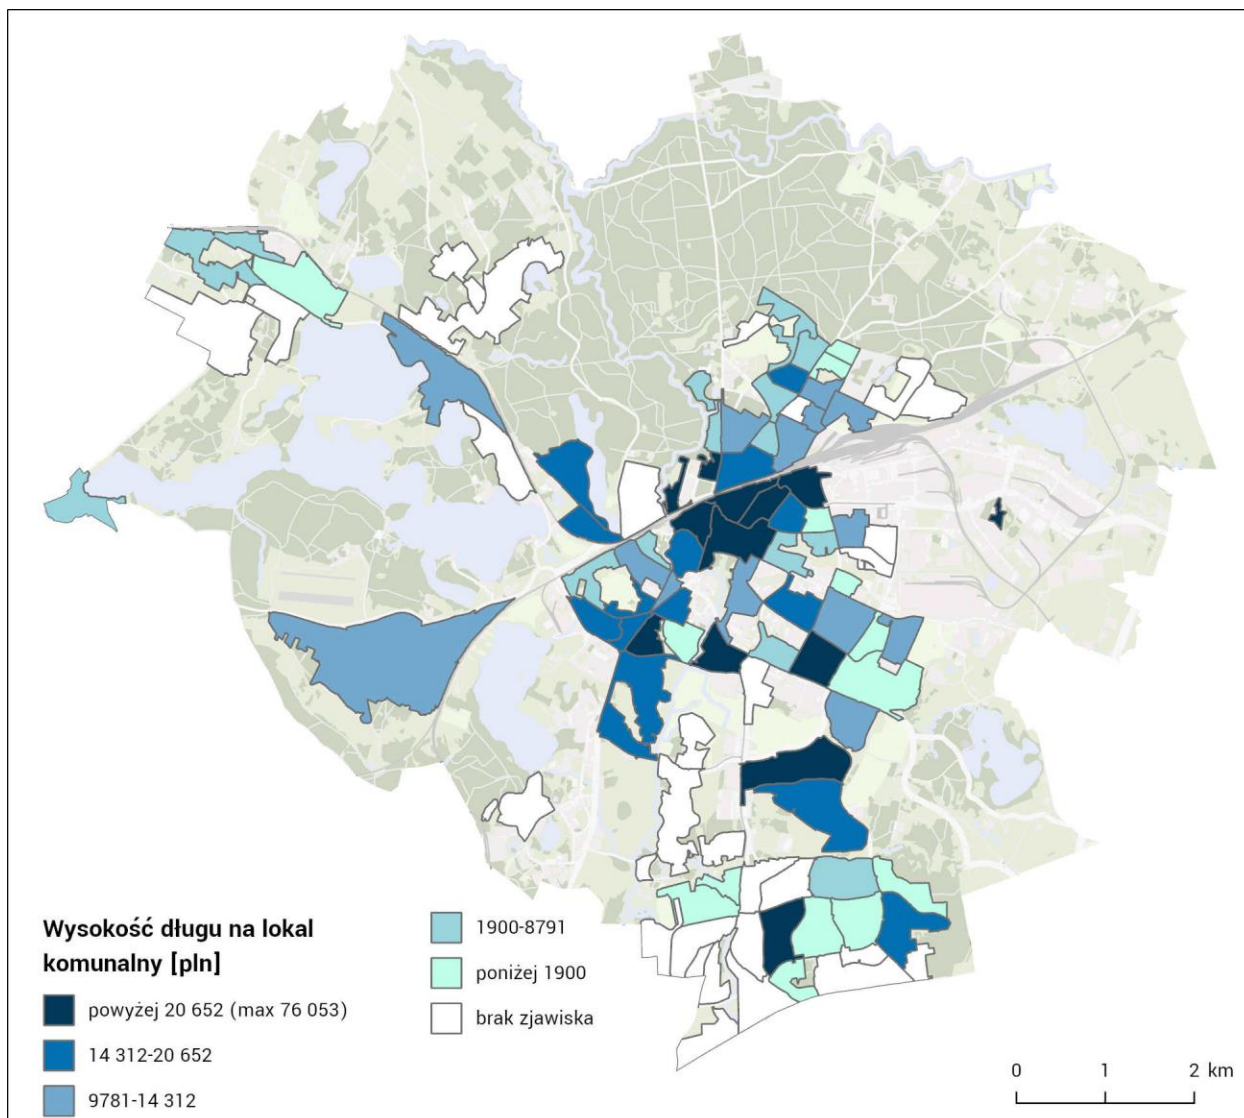 Wysokość długu na lokal
komunalny [pln]
powyżej 20 652 (max 76 053)
14 312-20 652
9781-14 312
1900-8791
poniżej 1900
brak zjawiska
0 1 2 km